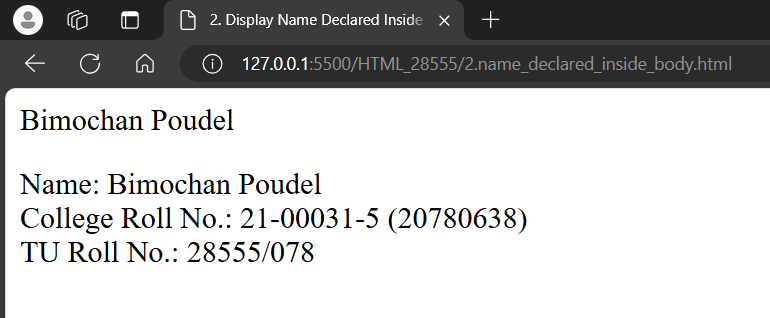 2. Display Name Declared Inside
127.0.0.1:5500/HTML_28555/2.name_declared_inside_body.html
Bimochan Poudel
Name: Bimochan Poudel
College Roll No.: 21-00031-5 (20780638)
TU Roll No.: 28555/078